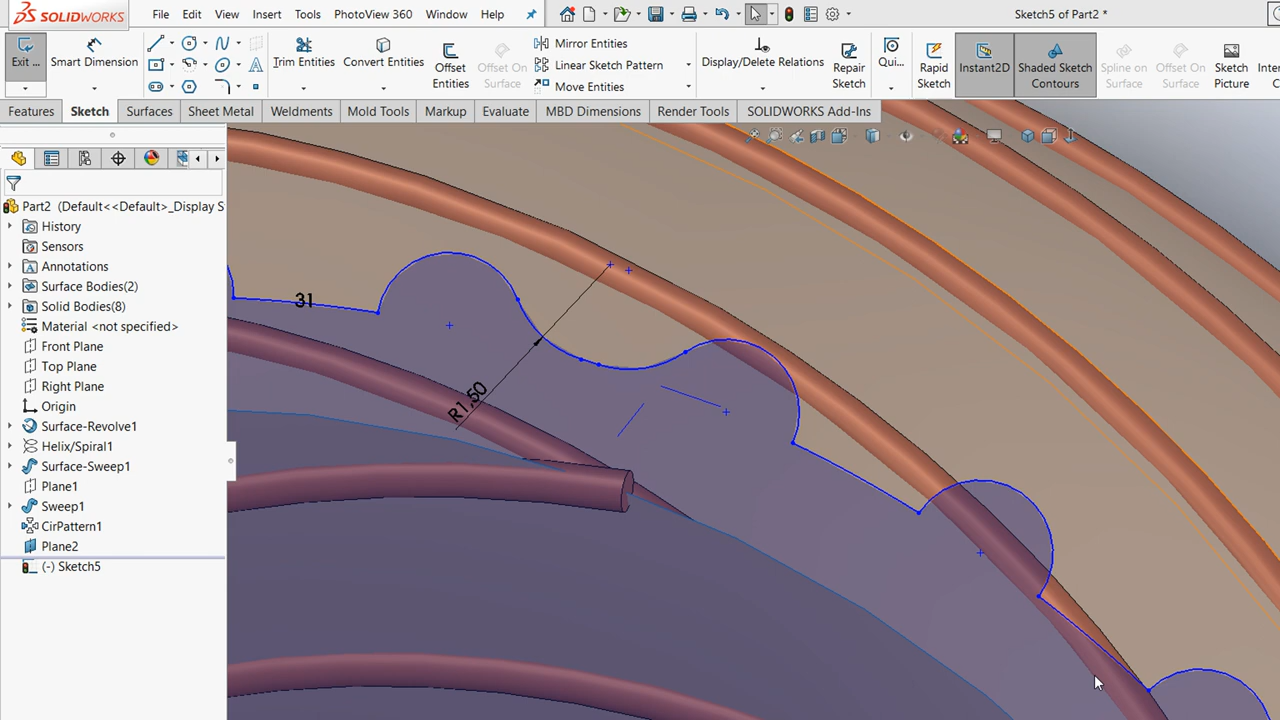 SOLIDWORKS
File Edit View Insert Tools PhotoView 360 Window Help
Sketch5 of Part2 *
Exit ...
Smart Dimension
Trim Entities
Convert Entities
Offset Entities
Offset On Surface
Mirror Entities
Linear Sketch Pattern
Move Entities
Display/Delete Relations
Repair Sketch
Qui...
Rapid Sketch
Instant2D
Shaded Sketch Contours
Spline on Surface
Offset On Surface
Sketch Picture
Features Sketch Surfaces Sheet Metal Weldments Mold Tools Markup Evaluate MBD Dimensions Render Tools SOLIDWORKS Add-Ins
Part2 (Default<<Default>_Display S
History
Sensors
Annotations
Surface Bodies(2)
Solid Bodies(8)
Material <not specified>
Front Plane
Top Plane
Right Plane
Origin
Surface-Revolve1
Helix/Spiral1
Surface-Sweep1
Plane1
Sweep1
CirPattern1
Plane2
(-) Sketch5
31
R1,50